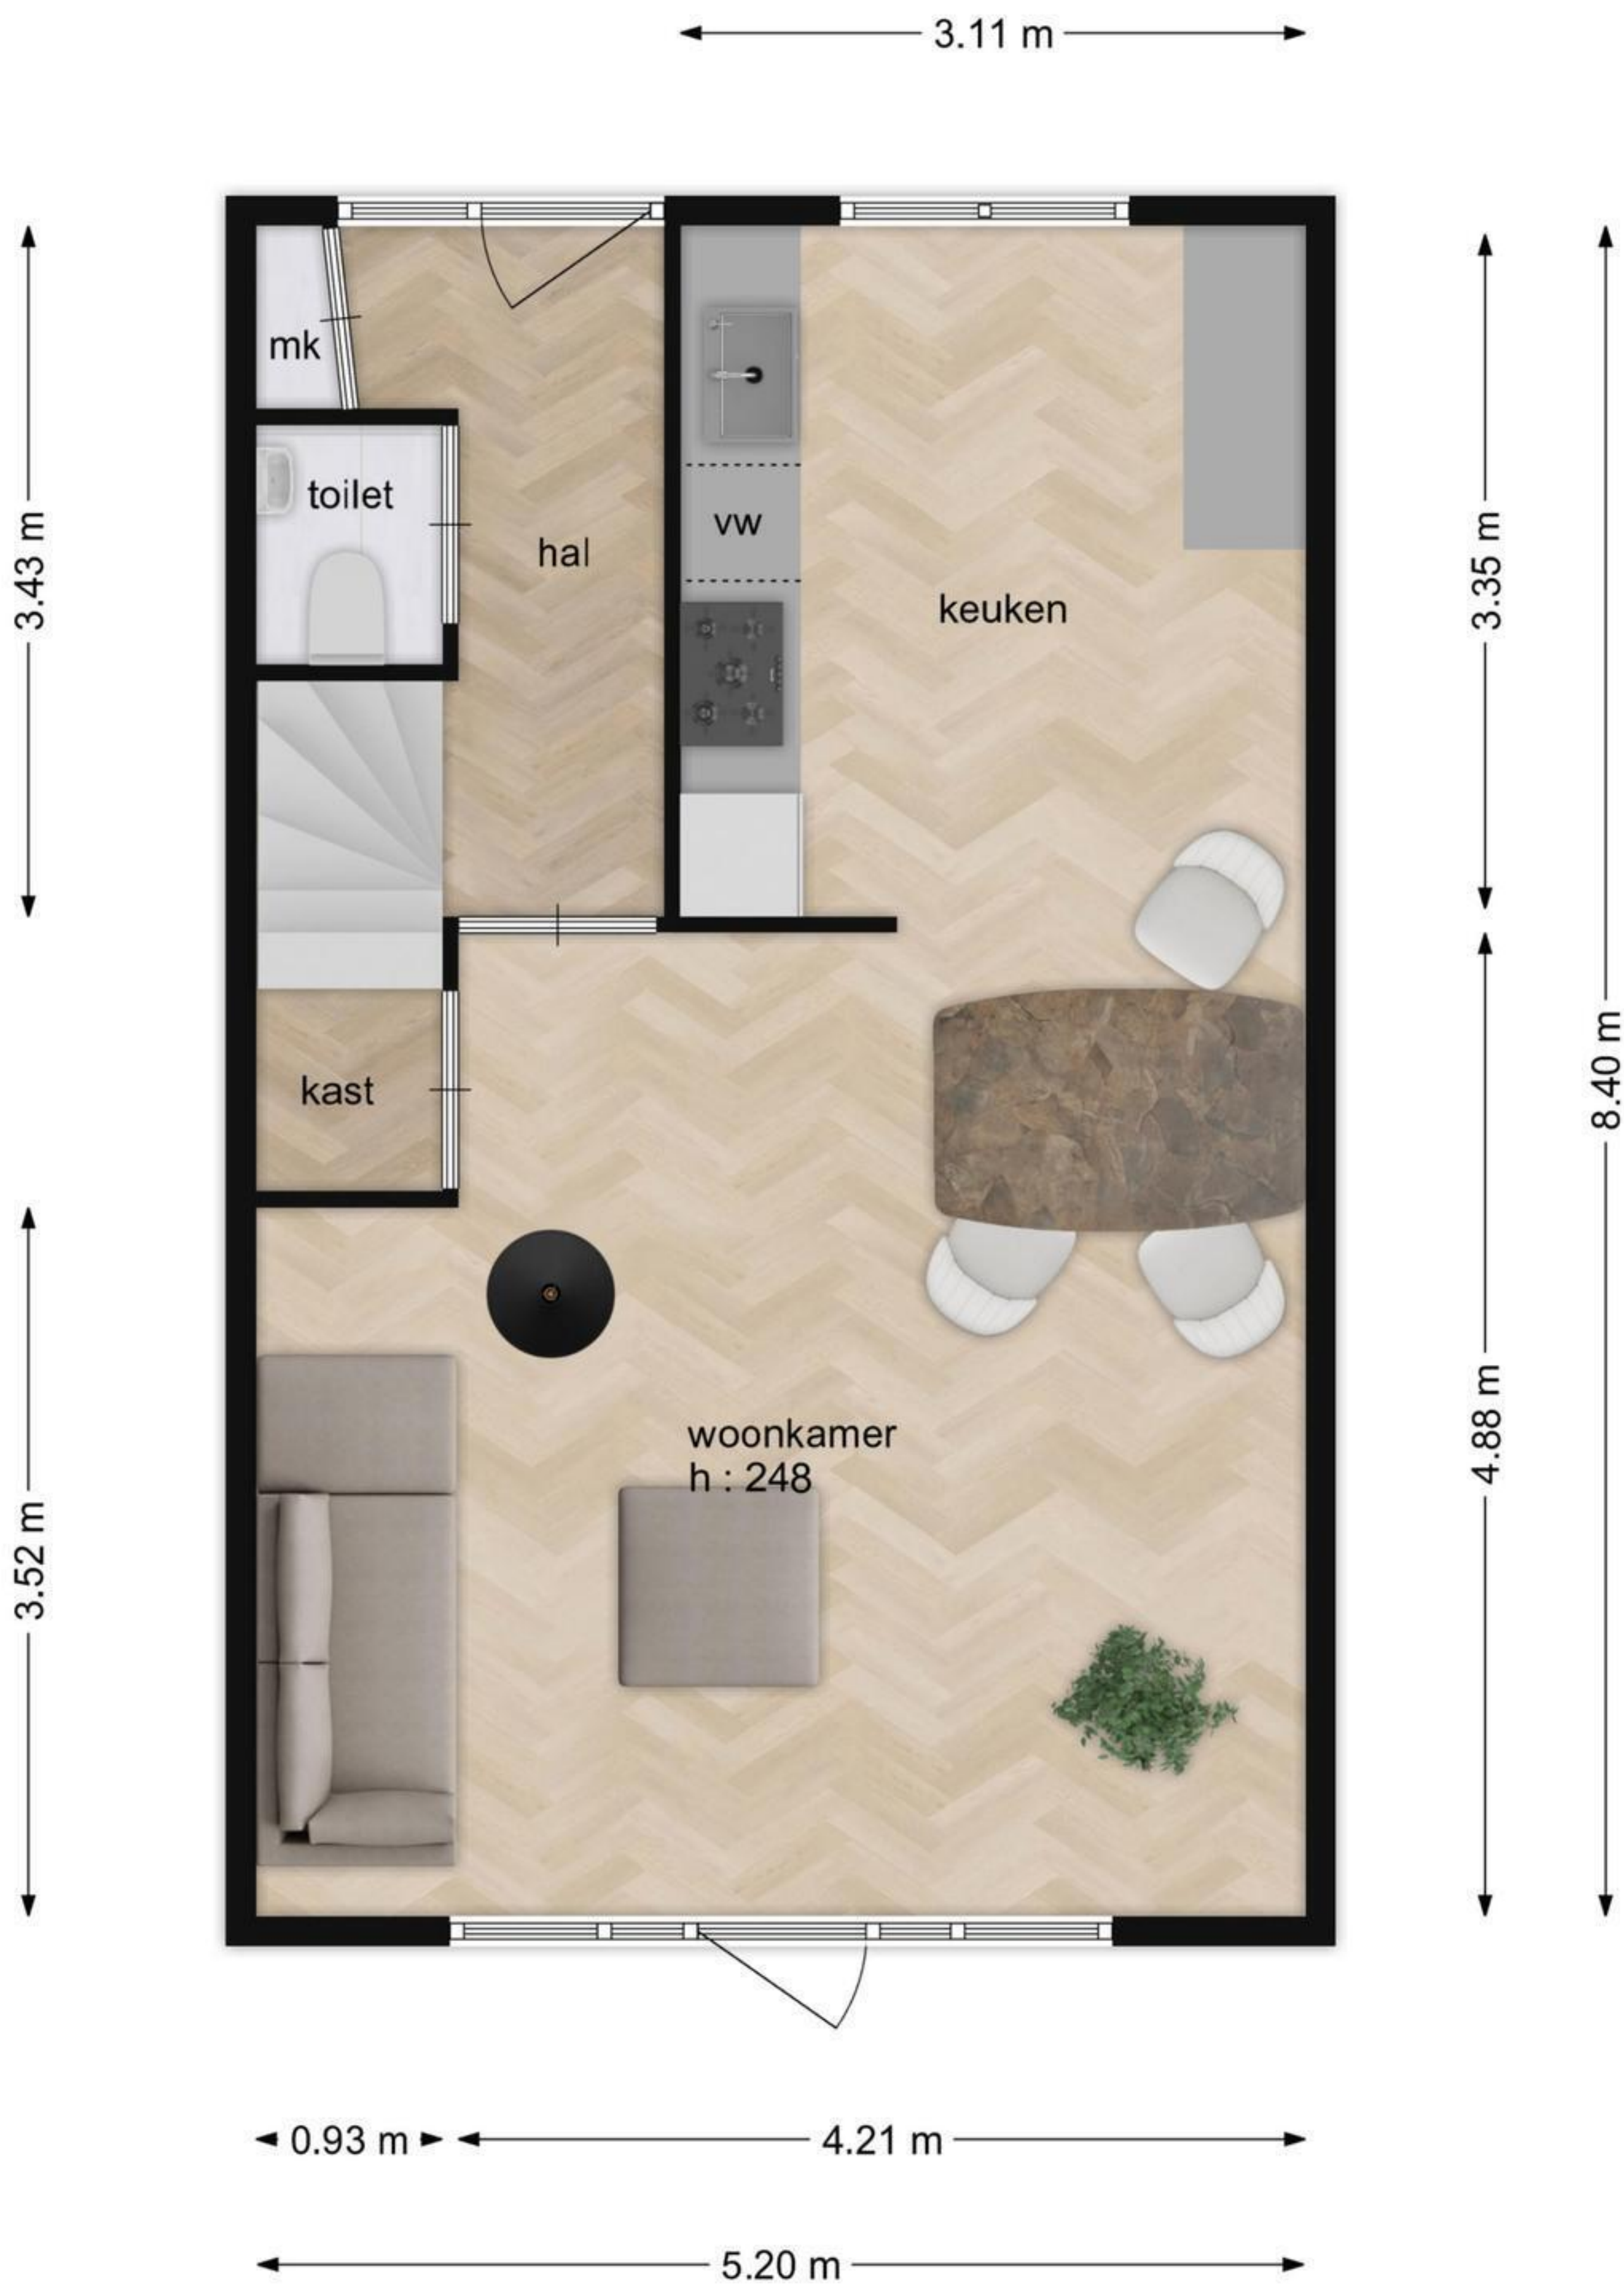 3.11 m
mk
toilet
hal
vw
keuken
3.43 m
3.35 m
8.40 m
kast
woonkamer
h : 248
4.88 m
3.52 m
0.93 m
4.21 m
5.20 m